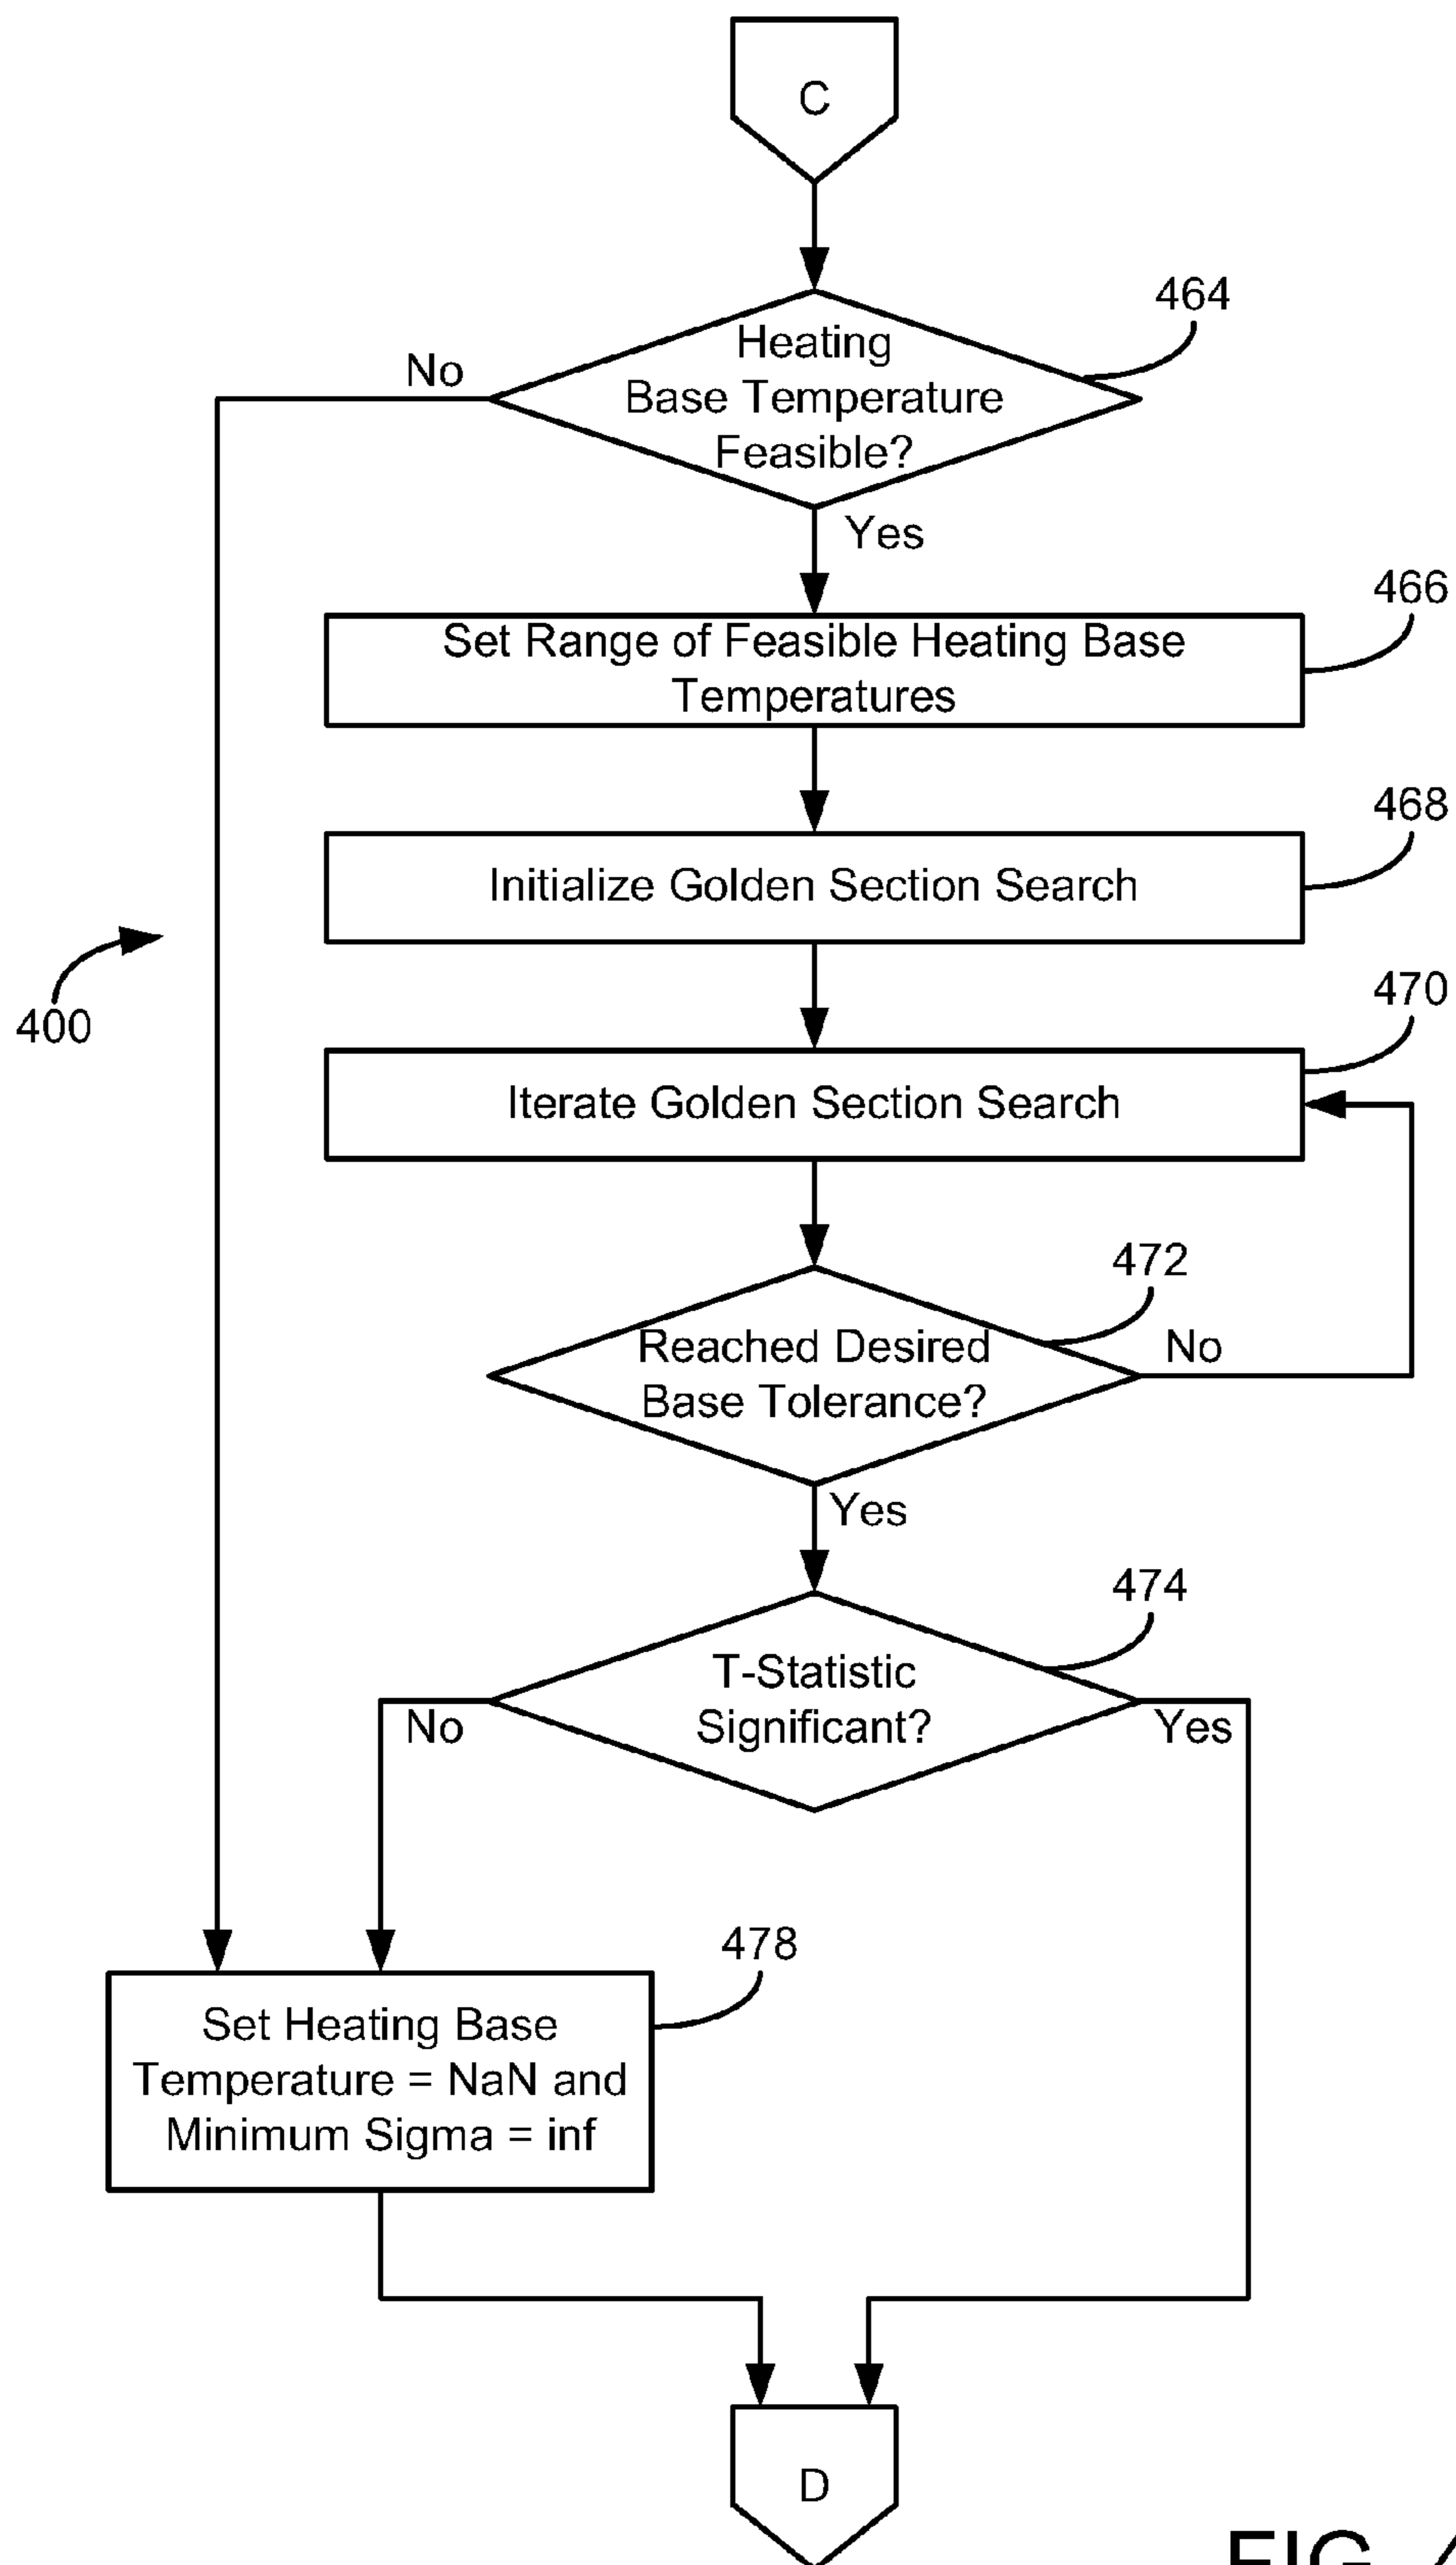 C
464
Heating
Base Temperature
Feasible?
No
Yes
466
Set Range of Feasible Heating Base
Temperatures
468
Initialize Golden Section Search
400
470
Iterate Golden Section Search
472
Reached Desired
Base Tolerance?
No
Yes
474
T-Statistic
Significant?
No
Yes
478
Set Heating Base
Temperature = NaN and
Minimum Sigma = inf
D
FIG.